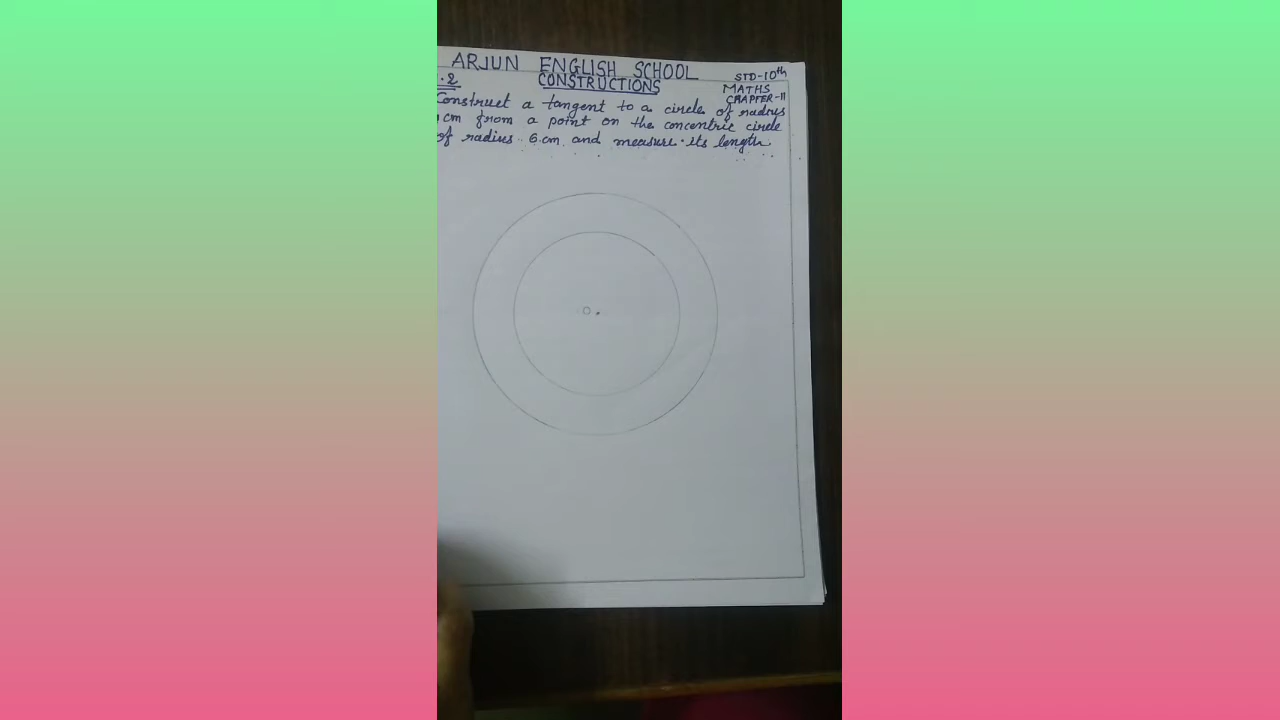 ARJUN ENGLISH SCHOOL
CONSTRUCTIONS
STD-10th
MATHS
CHAPTER-11
.2
Construct a tangent to a circle of radius
cm from a point on the concentric circle
of radius 6 cm and measure its length
O